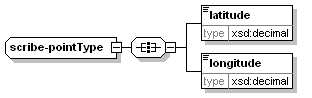 latitude
type xsd:decimal
scribe-pointType
longitude
type xsd:decimal